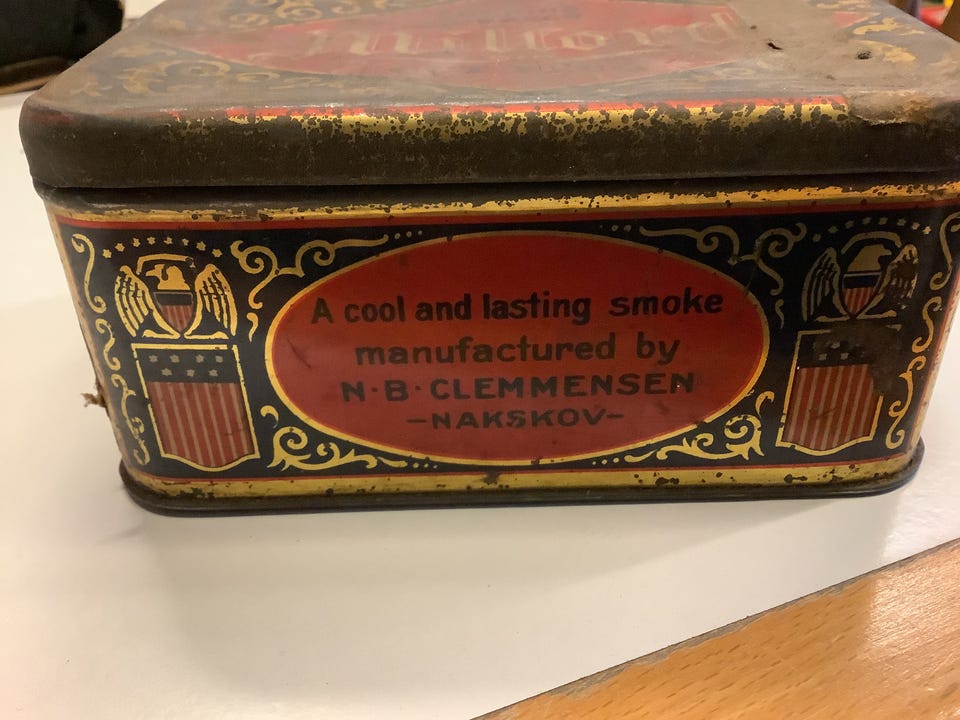 A cool and lasting smoke
manufactured by
N·B·CLEMMENSEN
–NAKSKOV–